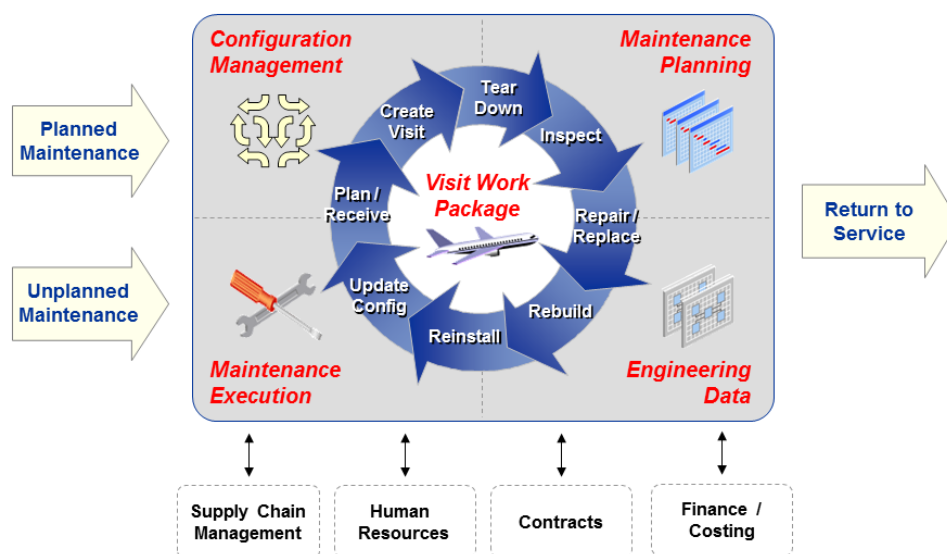 Configuration
Management
Maintenance
Planning
Planned
Maintenance
Unplanned
Maintenance
Create
Visit
Tear
Down
Inspect
Repair /
Replace
Rebuild
Reinstall
Update
Config
Plan /
Receive
Visit Work
Package
Return to
Service
Maintenance
Execution
Engineering
Data
Supply Chain
Management
Human
Resources
Contracts
Finance /
Costing